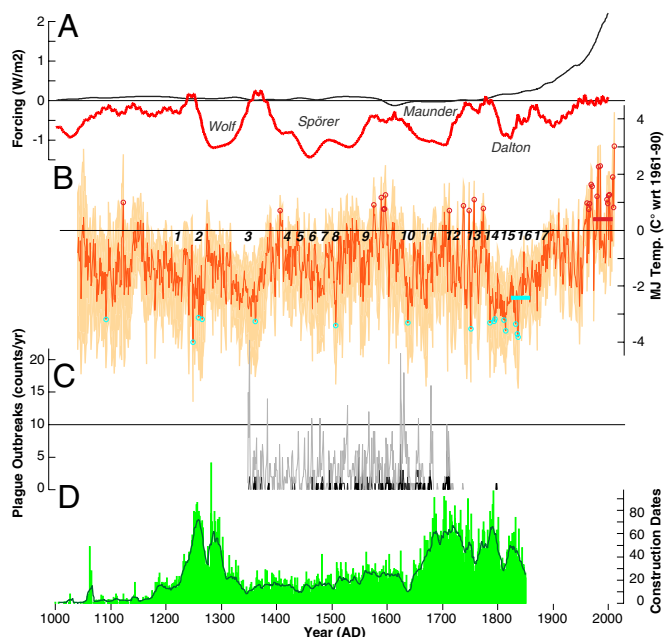 A
Forcing (W/m2)
2
1
0
-1
Wolf
Spörer
Maunder
Dalton
B
MJ Temp. (C° wrt 1961-90)
4
2
0
-2
-4
1 2 3 4 5 6 7 8 9 10 11 12 13 14 15 16 17
C
Plague Outbreaks (counts/yr)
20
15
10
5
0
D
Construction Dates
80
60
40
20
0
1000 1100 1200 1300 1400 1500 1600 1700 1800 1900 2000
Year (AD)